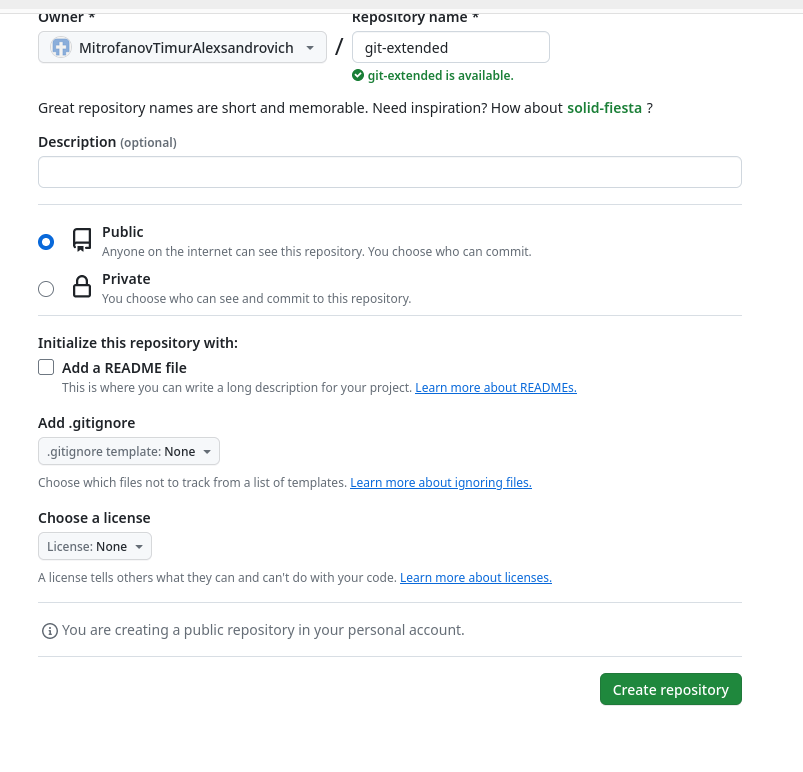 Owner * Repository name *
MitrofanovTimurAlexsandrovich / git-extended
git-extended is available.
Great repository names are short and memorable. Need inspiration? How about solid-fiesta ?
Description (optional)
Public
Anyone on the internet can see this repository. You choose who can commit.
Private
You choose who can see and commit to this repository.
Initialize this repository with:
Add a README file
This is where you can write a long description for your project. Learn more about READMEs.
Add .gitignore
.gitignore template: None
Choose which files not to track from a list of templates. Learn more about ignoring files.
Choose a license
License: None
A license tells others what they can and can't do with your code. Learn more about licenses.
You are creating a public repository in your personal account.
Create repository